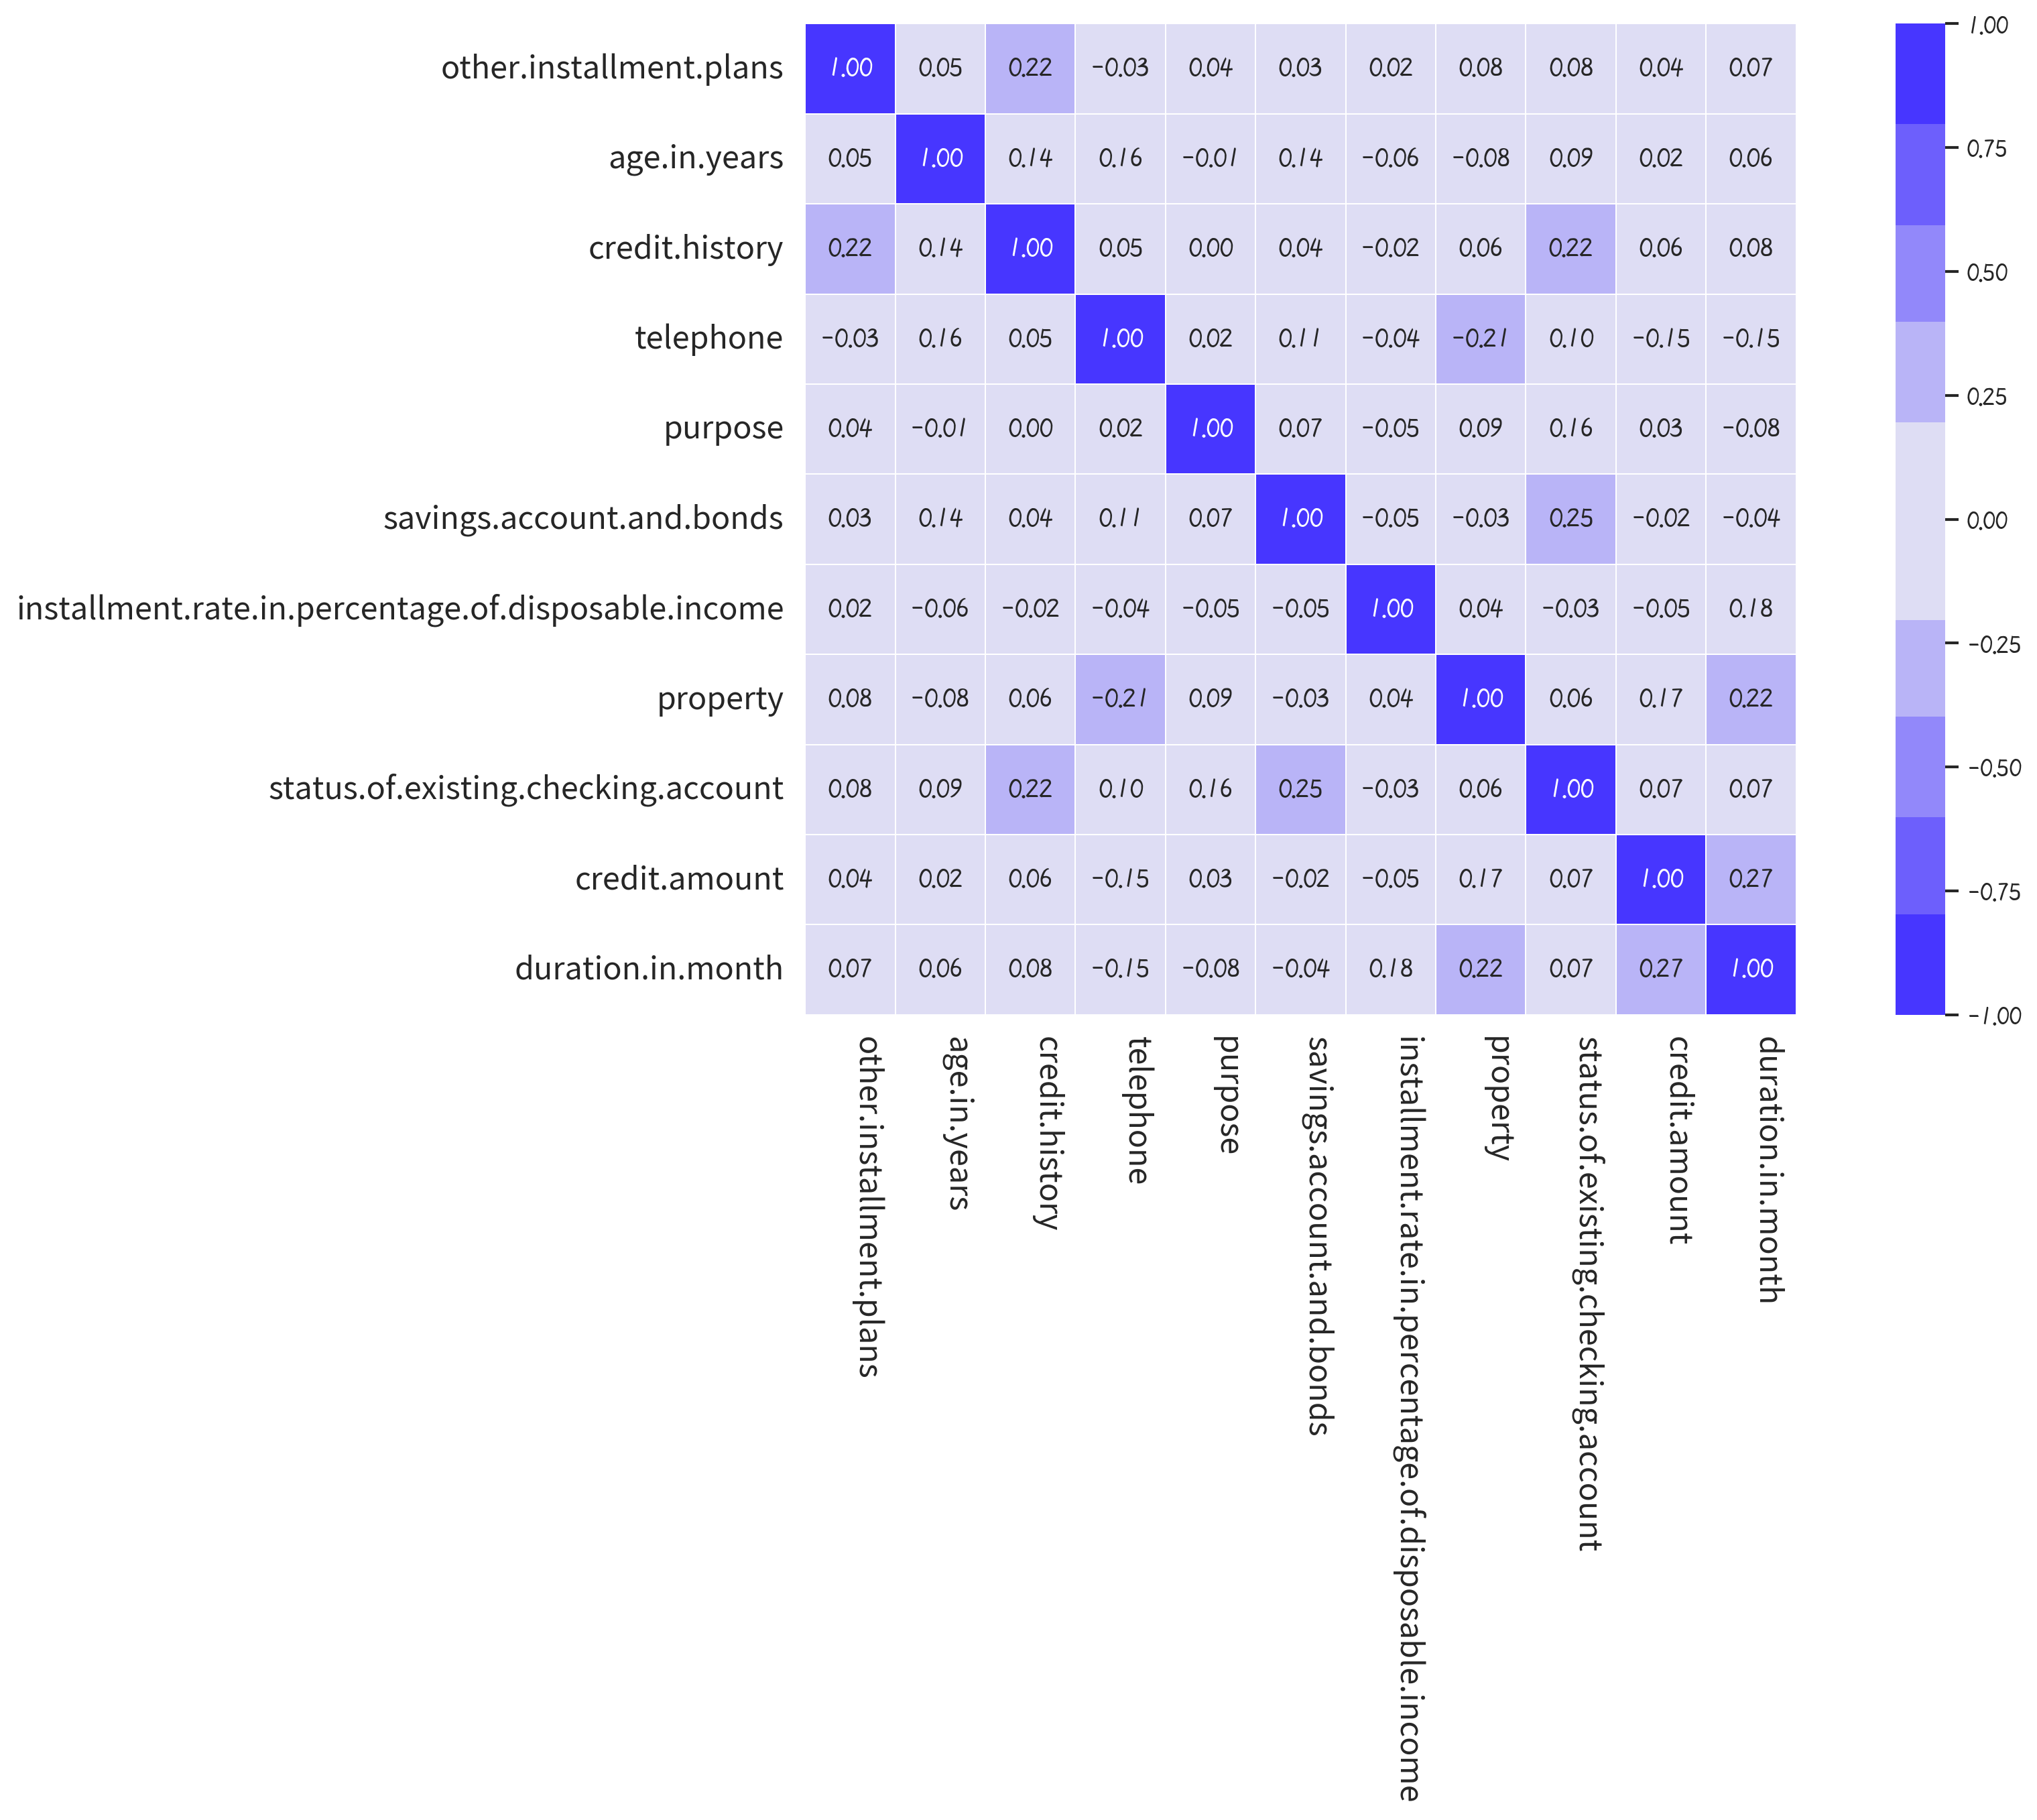 other.installment.plans 1.00 0.05 0.22 −0.03 0.04 0.03 0.02 0.08 0.08 0.04 0.07
age.in.years 0.05 1.00 0.14 0.16 −0.01 0.14 −0.06 −0.08 0.09 0.02 0.06
credit.history 0.22 0.14 1.00 0.05 0.00 0.04 −0.02 0.06 0.22 0.06 0.08
telephone −0.03 0.16 0.05 1.00 0.02 0.11 −0.04 −0.21 0.10 −0.15 −0.15
purpose 0.04 −0.01 0.00 0.02 1.00 0.07 −0.05 0.09 0.16 0.03 −0.08
savings.account.and.bonds 0.03 0.14 0.04 0.11 0.07 1.00 −0.05 −0.03 0.25 −0.02 −0.04
installment.rate.in.percentage.of.disposable.income 0.02 −0.06 −0.02 −0.04 −0.05 −0.05 1.00 0.04 −0.03 −0.05 0.18
property 0.08 −0.08 0.06 −0.21 0.09 −0.03 0.04 1.00 0.06 0.17 0.22
status.of.existing.checking.account 0.08 0.09 0.22 0.10 0.16 0.25 −0.03 0.06 1.00 0.07 0.07
credit.amount 0.04 0.02 0.06 −0.15 0.03 −0.02 −0.05 0.17 0.07 1.00 0.27
duration.in.month 0.07 0.06 0.08 −0.15 −0.08 −0.04 0.18 0.22 0.07 0.27 1.00
other.installment.plans
age.in.years
credit.history
telephone
purpose
savings.account.and.bonds
installment.rate.in.percentage.of.disposable.income
property
status.of.existing.checking.account
credit.amount
duration.in.month
1.00
0.75
0.50
0.25
0.00
−0.25
−0.50
−0.75
−1.00